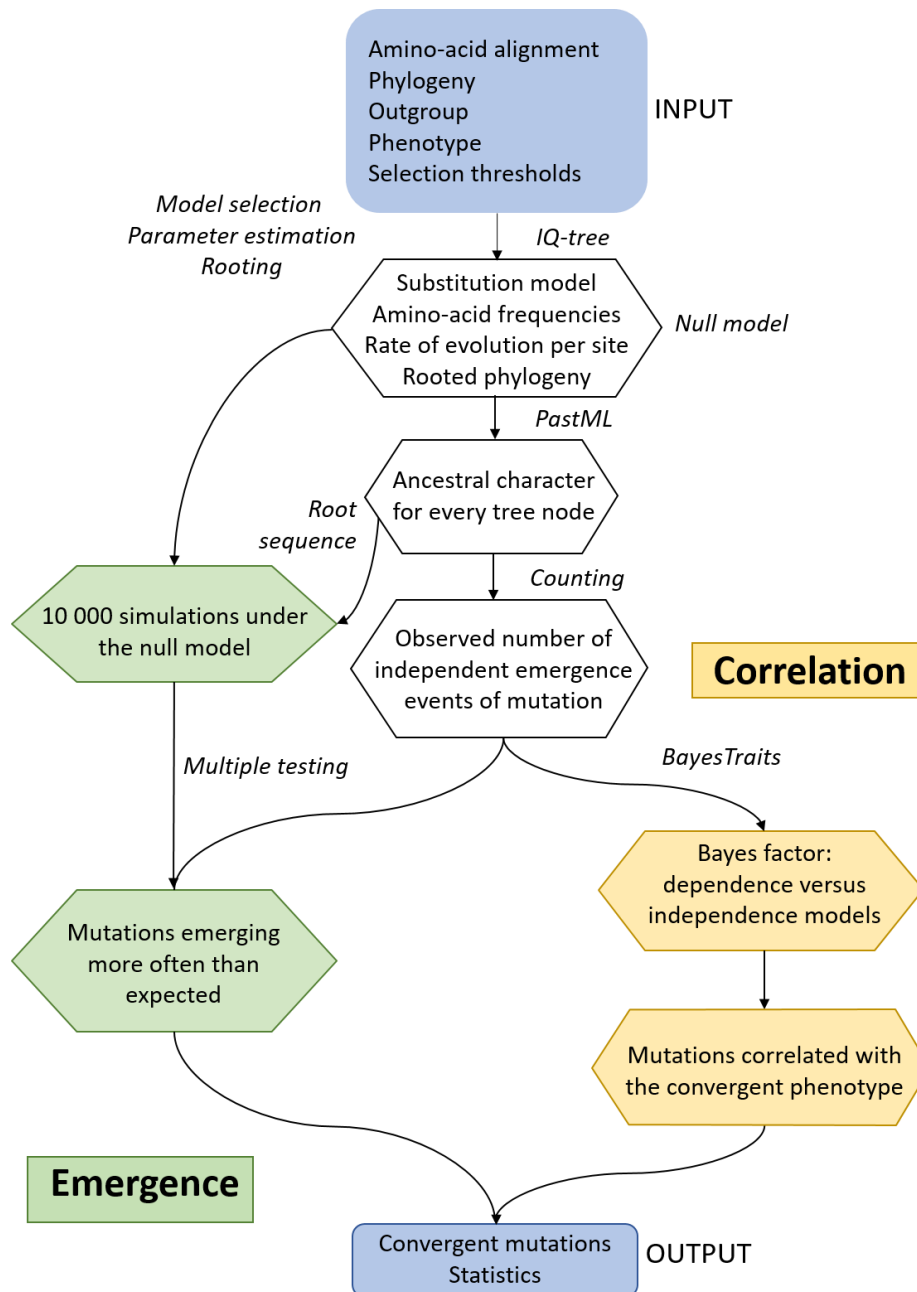 Amino-acid alignment
Phylogeny
Outgroup
Phenotype
Selection thresholds
INPUT
Model selection
Parameter estimation
Rooting
IQ-tree
Substitution model
Amino-acid frequencies
Rate of evolution per site
Rooted phylogeny
Null model
PastML
Ancestral character
for every tree node
Root
sequence
Counting
10 000 simulations under
the null model
Observed number of
independent emergence
events of mutation
Correlation
Multiple testing
BayesTraits
Bayes factor:
dependence versus
independence models
Mutations emerging
more often than
expected
Mutations correlated with
the convergent phenotype
Emergence
Convergent mutations
Statistics
OUTPUT